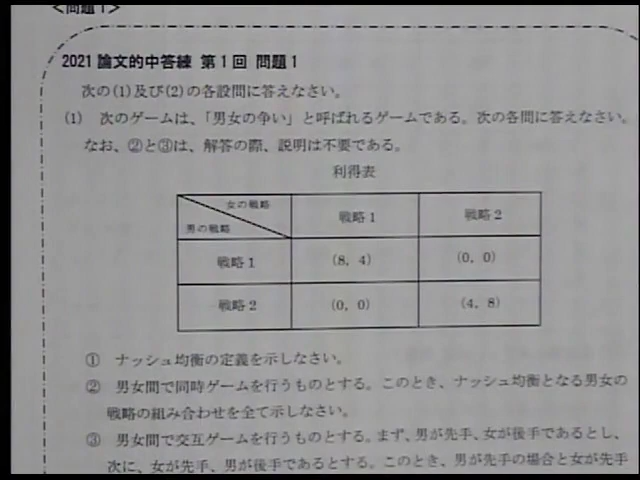 <問題1>
2021 論文的中答練 第1回 問題1
次の(1)及び(2)の各設問に答えなさい。
(1) 次のゲームは、「男女の争い」と呼ばれるゲームである。次の各問に答えなさい。
なお、②と③は、解答の際、説明は不要である。
利得表
女の戦略
男の戦略
戦略1 戦略2
戦略1 (8, 4) (0, 0)
戦略2 (0, 0) (4, 8)
① ナッシュ均衡の定義を示しなさい。
② 男女間で同時ゲームを行うものとする。このとき、ナッシュ均衡となる男女の
戦略の組み合わせを全て示しなさい。
③ 男女間で交互ゲームを行うものとする。まず、男が先手、女が後手であるとし、
次に、女が先手、男が後手であるとする。このとき、男が先手の場合と女が先手